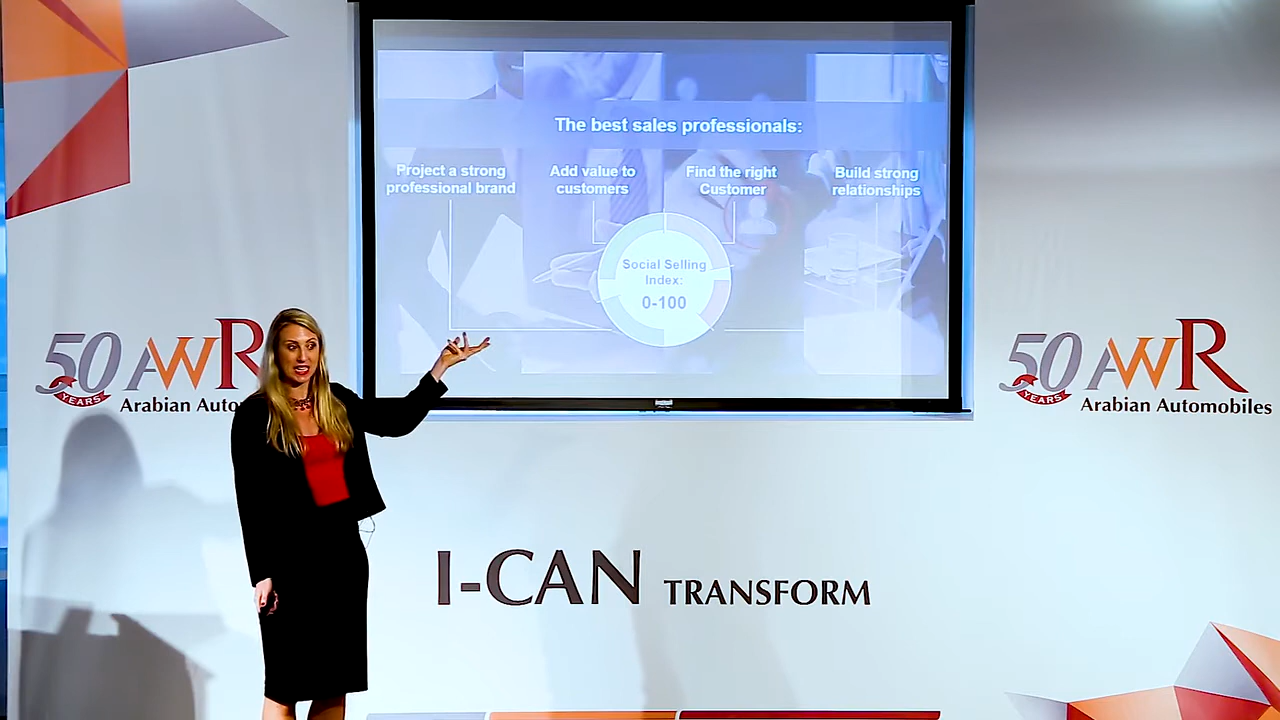 The best sales professionals:
Project a strong
professional brand
Add value to
customers
Find the right
Customer
Build strong
relationships
Social Selling
Index:
0-100
50
YEARS
AWR
Arabian Auto
50
YEARS
AWR
Arabian Automobiles
I-CAN TRANSFORM